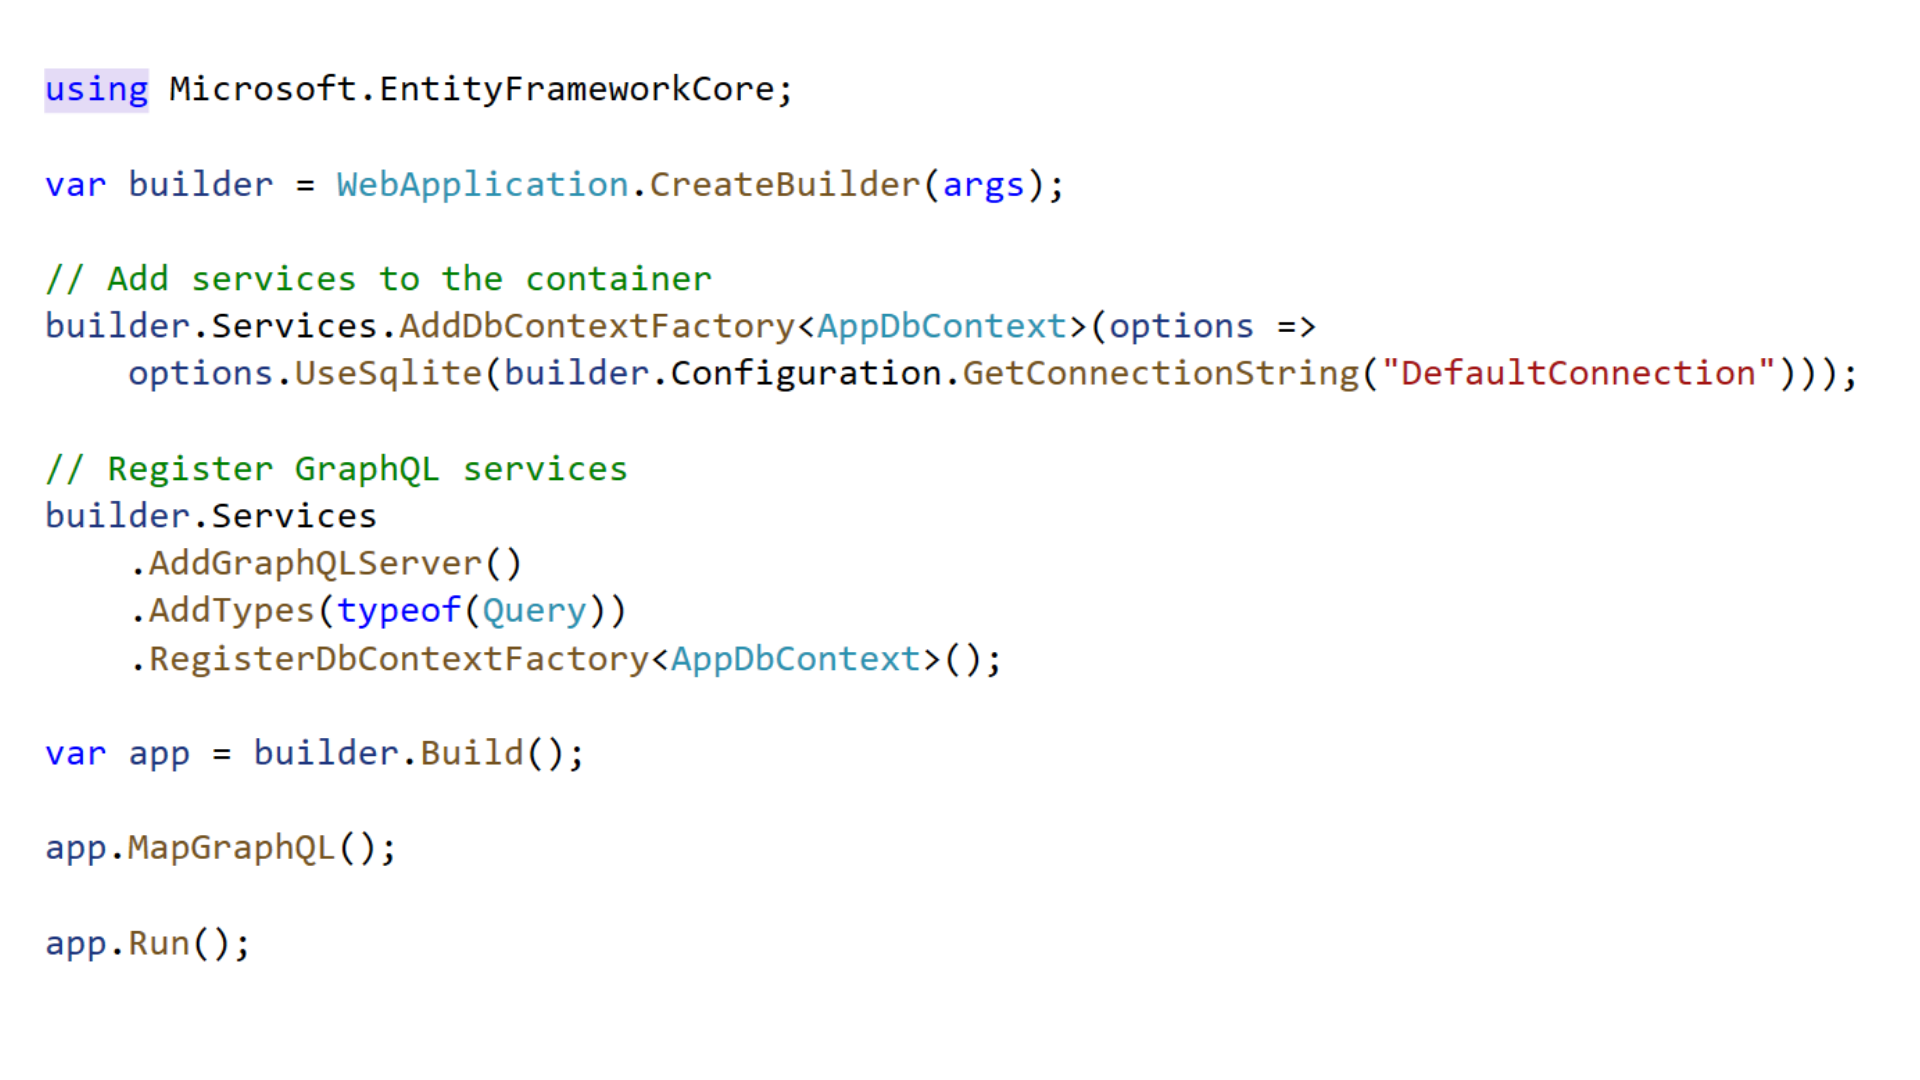 using Microsoft.EntityFrameworkCore;
var builder = WebApplication.CreateBuilder(args);
// Add services to the container
builder.Services.AddDbContextFactory<AppDbContext>(options =>
    options.UseSqlite(builder.Configuration.GetConnectionString("DefaultConnection")));
// Register GraphQL services
builder.Services
    .AddGraphQLServer()
    .AddTypes(typeof(Query))
    .RegisterDbContextFactory<AppDbContext>();
var app = builder.Build();
app.MapGraphQL();
app.Run();